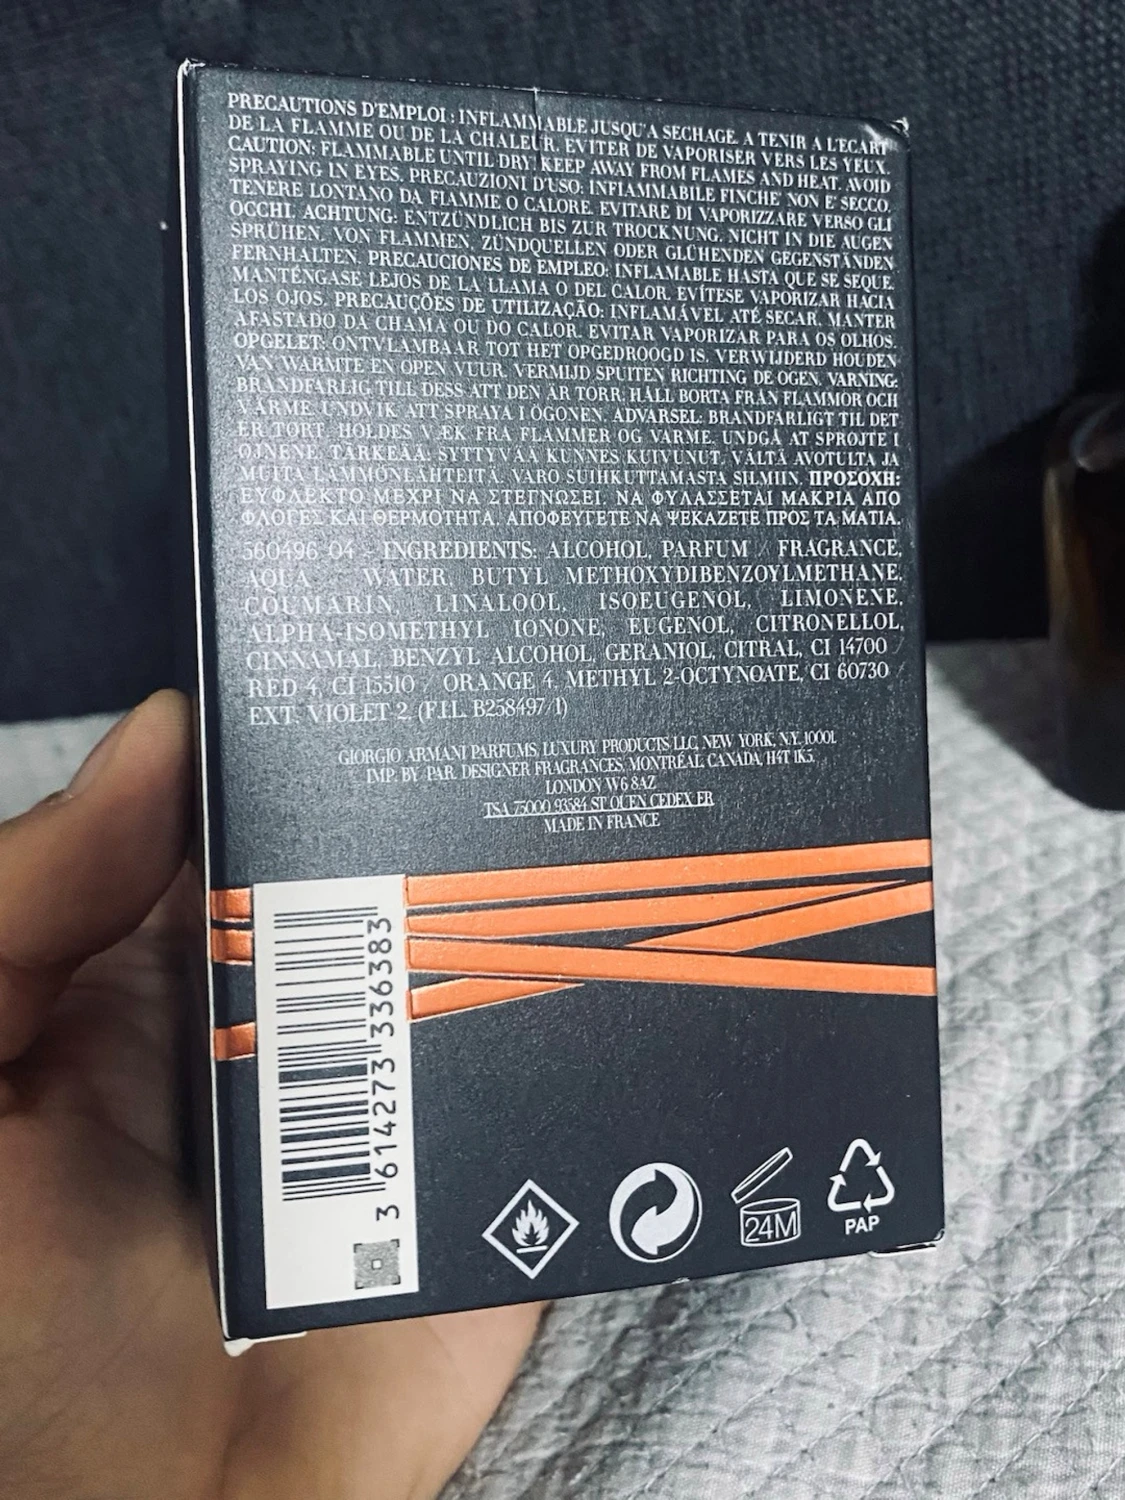 PRECAUTIONS D'EMPLOI : INFLAMMABLE JUSQU'A SECHAGE. A TENIR A L'ECART
DE LA FLAMME OU DE LA CHALEUR. EVITER DE VAPORISER VERS LES YEUX.
CAUTION: FLAMMABLE UNTIL DRY! KEEP AWAY FROM FLAMES AND HEAT. AVOID
SPRAYING IN EYES. PRECAUZIONI D'USO: INFIAMMABILE FINCHE' NON E' SECCO.
TENERE LONTANO DA FIAMME O CALORE. EVITARE DI VAPORIZZARE VERSO GLI
OCCHI. ACHTUNG: ENTZÜNDLICH BIS ZUR TROCKNUNG. NICHT IN DIE AUGEN
SPRÜHEN. VON FLAMMEN, ZÜNDQUELLEN ODER GLÜHENDEN GEGENSTÄNDEN
FERNHALTEN. PRECAUCIONES DE EMPLEO: INFLAMABLE HASTA QUE SE SEQUE.
MANTÉNGASE LEJOS DE LA LLAMA O DEL CALOR. EVÍTESE VAPORIZAR HACIA
LOS OJOS. PRECAUÇÕES DE UTILIZAÇÃO: INFLAMÁVEL ATÉ SECAR. MANTER
AFASTADO DA CHAMA OU DO CALOR. EVITAR VAPORIZAR PARA OS OLHOS.
OPGELET: ONTVLAMBAAR TOT HET OPGEDROOGD IS. VERWIJDERD HOUDEN
VAN WARMTE EN OPEN VUUR. VERMIJD SPUITEN RICHTING DE OGEN. VARNING:
BRANDFARLIG TILL DESS ATT DEN ÄR TORR. HÅLL BORTA FRÅN FLAMMOR OCH
VÄRME. UNDVIK ATT SPRAYA I ÖGONEN. ADVARSEL: BRANDFARLIGT TIL DET
ER TØRT. HOLDES VÆK FRA FLAMMER OG VARME. UNDGÅ AT SPRØJTE I
ØJNENE. TÄRKEÄÄ: SYTTYVÄÄ KUNNES KUIVUNUT. VÄLTÄ AVOTULTA JA
MUITA LÄMMÖNLÄHTEITÄ. VARO SUIHKUTTAMASTA SILMIIN. ΠΡΟΣΟΧΗ:
ΕΥΦΛΕΚΤΟ ΜΕΧΡΙ ΝΑ ΣΤΕΓΝΩΣΕΙ. ΝΑ ΦΥΛΑΣΣΕΤΑΙ ΜΑΚΡΙΑ ΑΠΟ
ΦΛΟΓΕΣ ΚΑΙ ΘΕΡΜΟΤΗΤΑ. ΑΠΟΦΕΥΓΕΤΕ ΝΑ ΨΕΚΑΖΕΤΕ ΠΡΟΣ ΤΑ ΜΑΤΙΑ.
560496 04 - INGREDIENTS: ALCOHOL, PARFUM / FRAGRANCE,
AQUA / WATER, BUTYL METHOXYDIBENZOYLMETHANE,
COUMARIN, LINALOOL, ISOEUGENOL, LIMONENE,
ALPHA-ISOMETHYL IONONE, EUGENOL, CITRONELLOL,
CINNAMAL, BENZYL ALCOHOL, GERANIOL, CITRAL, CI 14700 /
RED 4, CI 15510 / ORANGE 4, METHYL 2-OCTYNOATE, CI 60730 /
EXT. VIOLET 2. (F.I.L. B258497/1)
GIORGIO ARMANI PARFUMS, LUXURY PRODUCTS LLC, NEW YORK, N.Y. 10001.
IMP. BY/PAR. DESIGNER FRAGRANCES, MONTRÉAL, CANADA, H4T 1K5.
LONDON W6 8AZ
TSA 75000 93584 ST OUEN CEDEX-FR
MADE IN FRANCE
3 614273 336383
24M
PAP